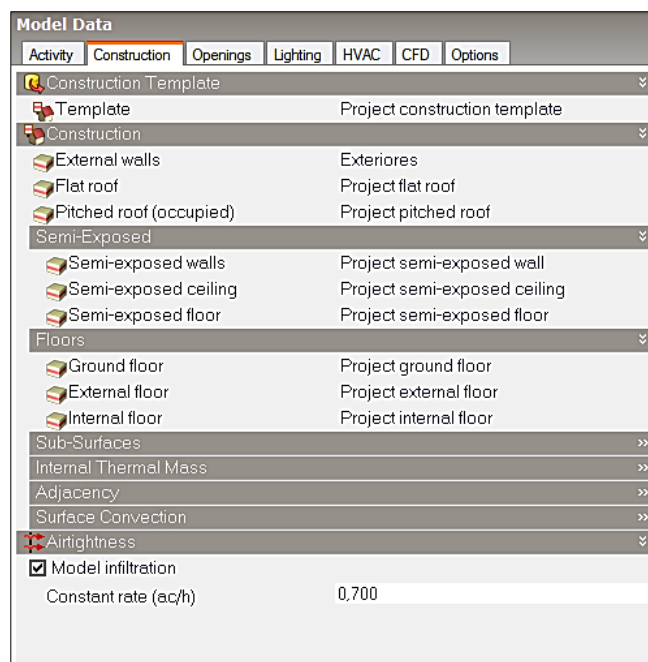 Model Data
Activity Construction Openings Lighting HVAC CFD Options
Construction Template
Template Project construction template
Construction
External walls Exteriores
Flat roof Project flat roof
Pitched roof (occupied) Project pitched roof
Semi-Exposed
Semi-exposed walls Project semi-exposed wall
Semi-exposed ceiling Project semi-exposed ceiling
Semi-exposed floor Project semi-exposed floor
Floors
Ground floor Project ground floor
External floor Project external floor
Internal floor Project internal floor
Sub-Surfaces
Internal Thermal Mass
Adjacency
Surface Convection
Airtightness
Model infiltration
Constant rate (ac/h) 0,700